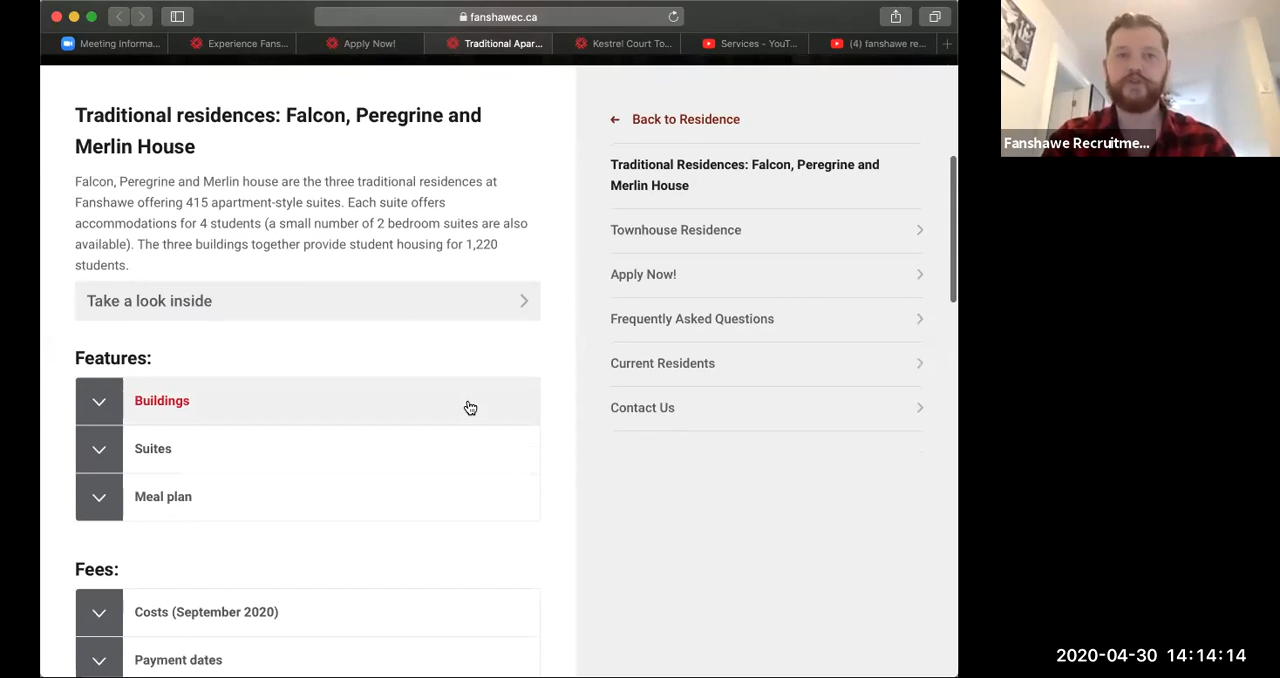 fanshawec.ca
Meeting Informa...
Experience Fans...
Apply Now!
Traditional Apar...
Kestrel Court To...
Services - YouT...
(4) fanshawe re...
Traditional residences: Falcon, Peregrine and
Merlin House
Falcon, Peregrine and Merlin house are the three traditional residences at
Fanshawe offering 415 apartment-style suites. Each suite offers
accommodations for 4 students (a small number of 2 bedroom suites are also
available). The three buildings together provide student housing for 1,220
students.
Take a look inside
Features:
Buildings
Suites
Meal plan
Fees:
Costs (September 2020)
Payment dates
Back to Residence
Traditional Residences: Falcon, Peregrine and
Merlin House
Townhouse Residence
Apply Now!
Frequently Asked Questions
Current Residents
Contact Us
Fanshawe Recruitme...
2020-04-30 14:14:14